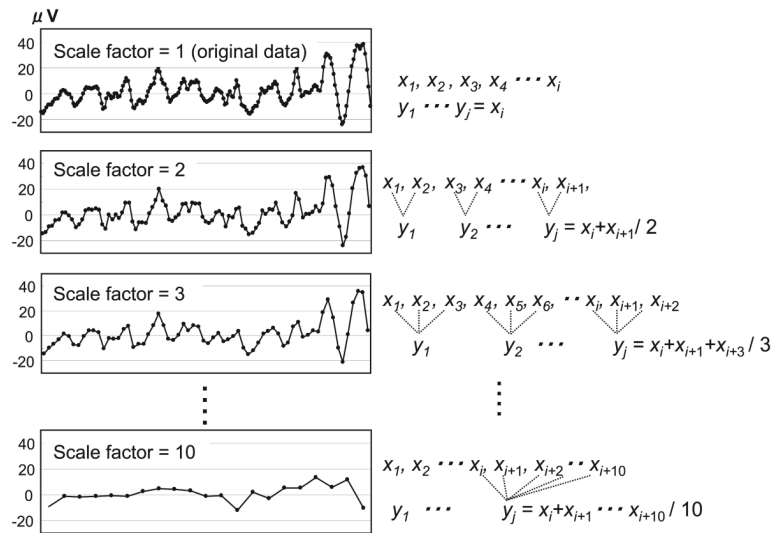 μV
Scale factor = 1 (original data)
40
20
0
-20
x1, x2, x3, x4 ··· xi
y1 ··· yj = xi
Scale factor = 2
40
20
0
-20
x1, x2, x3, x4 ··· xi, xi+1,
y1 y2 ··· yj = xi+xi+1/ 2
Scale factor = 3
40
20
0
-20
x1, x2, x3, x4, x5, x6, ·· xi, xi+1, xi+2
y1 y2 ··· yj = xi+xi+1+xi+3/ 3
Scale factor = 10
40
20
0
-20
x1, x2 ··· xi, xi+1, xi+2 ·· xi+10
y1 ··· yj = xi+xi+1 ··· xi+10/ 10